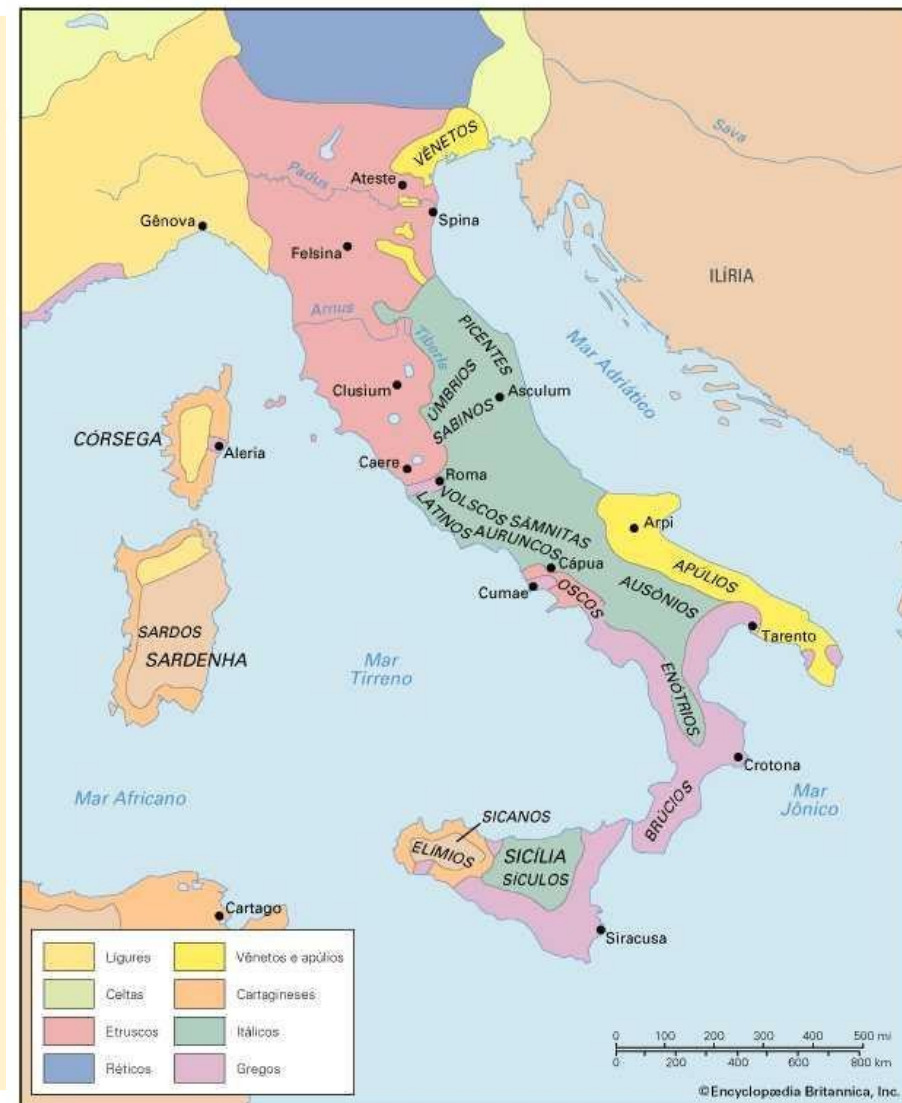 Sava
VÊNETOS
Padus
Ateste
Spina
Gênova
Felsina
ILÍRIA
Arnus
Tiberis
PICENTES
Mar Adriático
Clusium
ÚMBRIOS
Asculum
SABINOS
CÓRSEGA
Aleria
Caere
Roma
VOLSCOS
SÁMNITAS
LATINOS
AURUNCOS
Arpi
Cápua
APÚLIOS
Cumae
OSCOS
AUSÔNIOS
Tarento
SARDOS
SARDENHA
Mar
Tirreno
ENÓTRIOS
Crotona
Mar Africano
Mar
Jônico
BRÚCIOS
SICANOS
ELÍMIOS
SICÍLIA
SÍCULOS
Cartago
Siracusa
Lígures
Vênetos e apúlios
Celtas
Cartagineses
Etruscos
Itálicos
Réticos
Gregos
0 100 200 300 400 500 mi
0 200 400 600 800 km
©Encyclopædia Britannica, Inc.